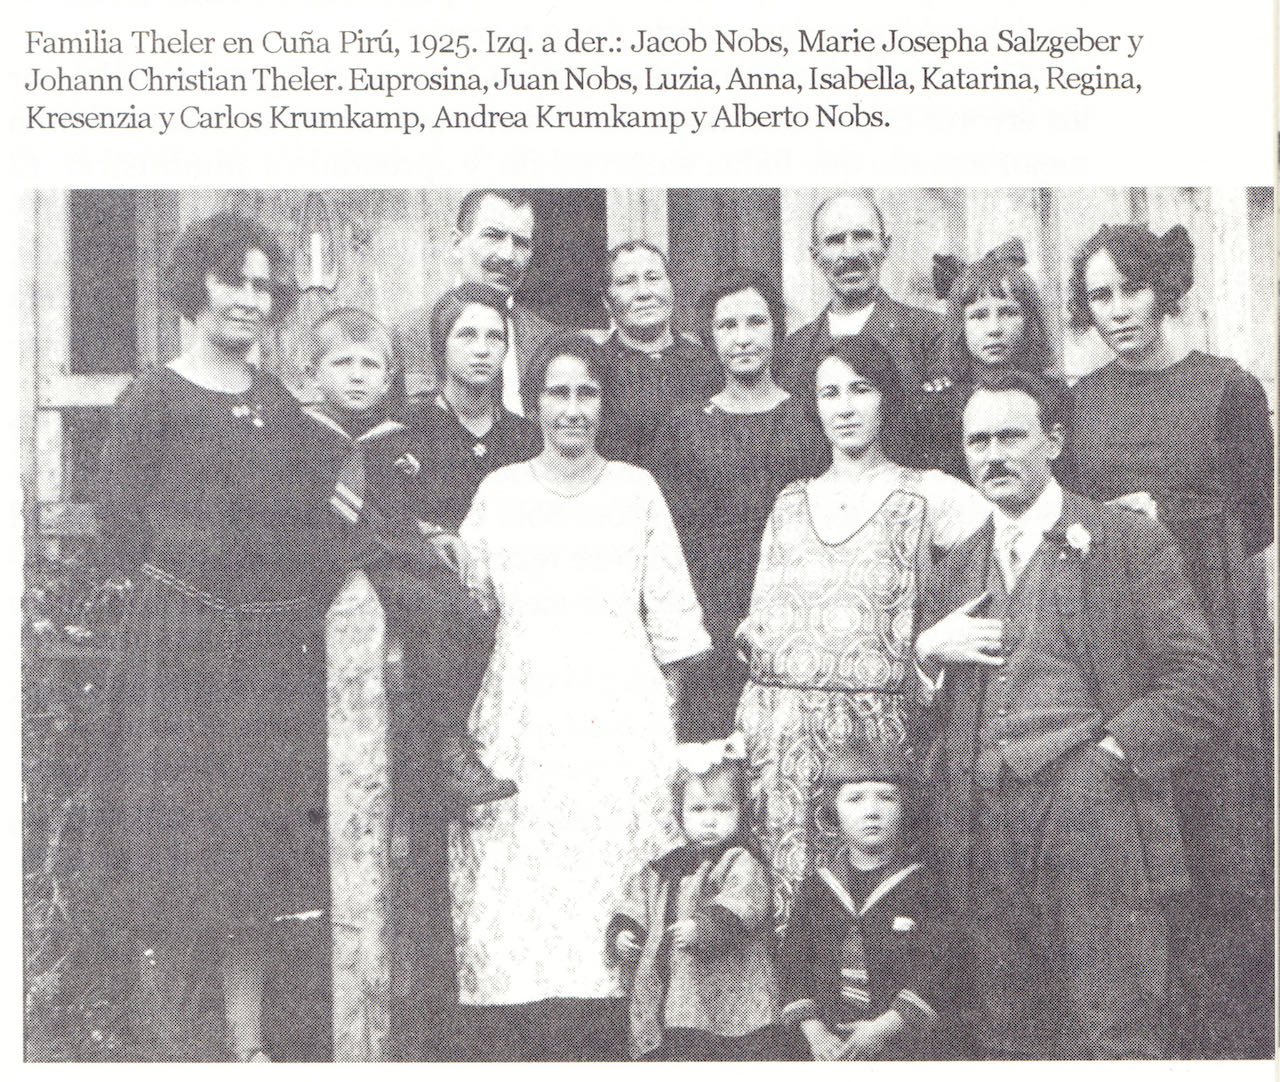 Familia Theler en Cuña Pirú, 1925. Izq. a der.: Jacob Nobs, Marie Josepha Salzgeber y
Johann Christian Theler. Euprosina, Juan Nobs, Luzia, Anna, Isabella, Katarina, Regina,
Kresenzia y Carlos Krumkamp, Andrea Krumkamp y Alberto Nobs.